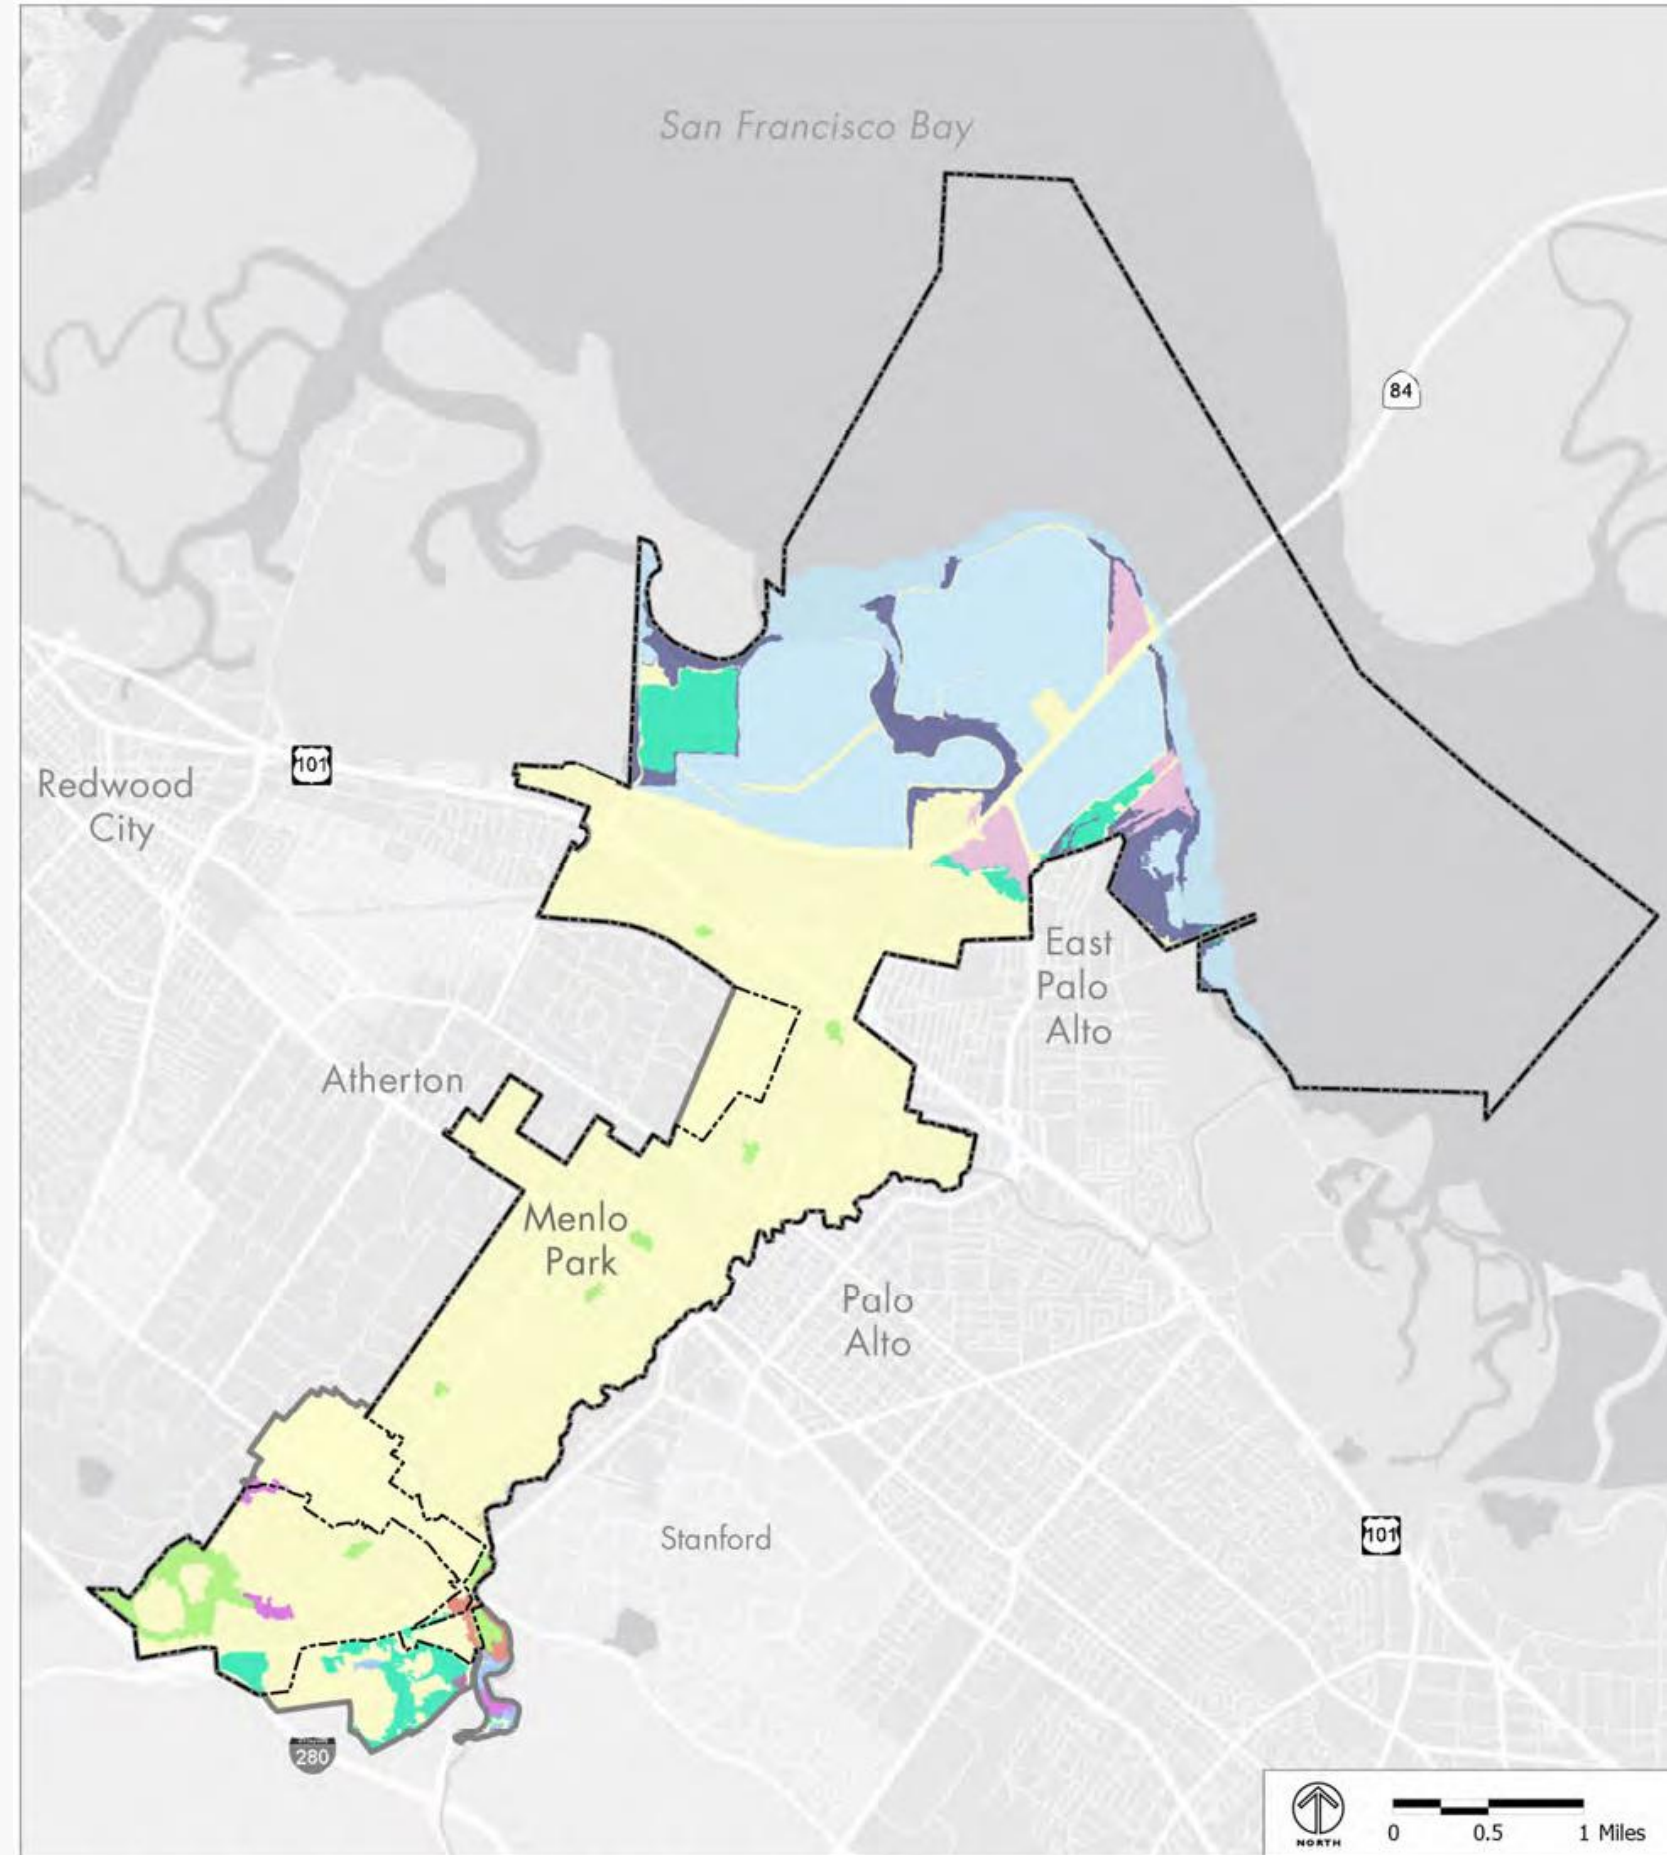 San Francisco Bay
84
101
Redwood
City
East
Palo
Alto
Atherton
Menlo
Park
Palo
Alto
Stanford
101
280
NORTH
0 0.5 1 Miles